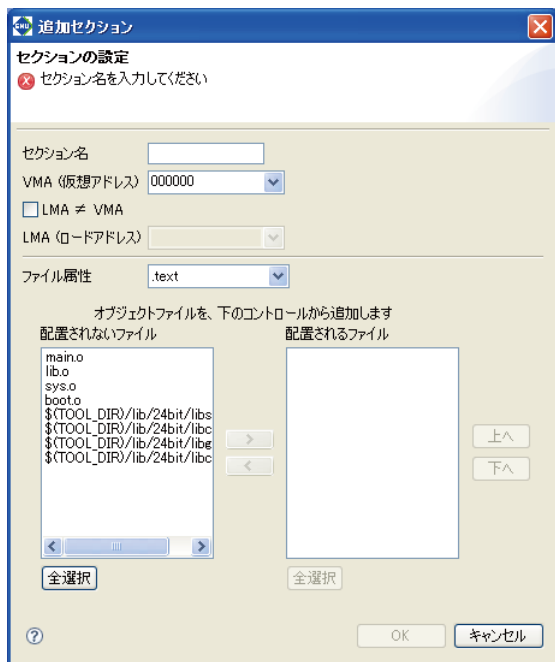 GNU 追加セクション
セクションの設定
セクション名を入力してください
セクション名
VMA (仮想アドレス) 000000
LMA ≠ VMA
LMA (ロードアドレス)
ファイル属性 .text
オブジェクトファイルを、下のコントロールから追加します
配置されないファイル 配置されるファイル
main.o
lib.o
sys.o
boot.o
$(TOOL_DIR)/lib/24bit/libs
$(TOOL_DIR)/lib/24bit/libc
$(TOOL_DIR)/lib/24bit/libg
$(TOOL_DIR)/lib/24bit/libc
>
<
上へ
下へ
全選択 全選択
? OK キャンセル